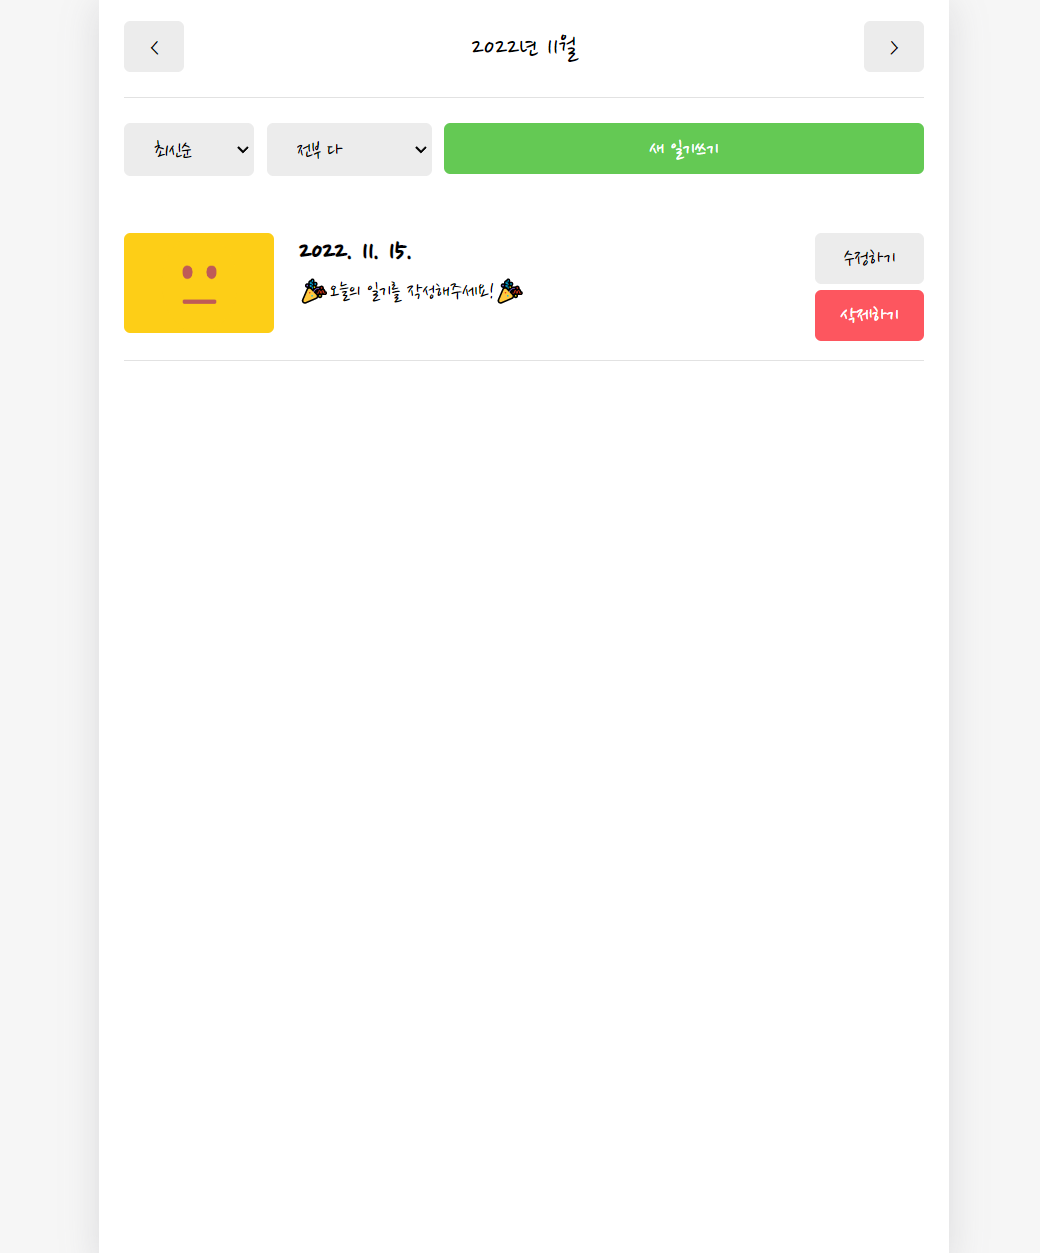 <
2022년 11월
>
최신순
전부 다
새 일기쓰기
2022. 11. 15.
🎉오늘의 일기를 작성해주세요!🎉
수정하기
삭제하기